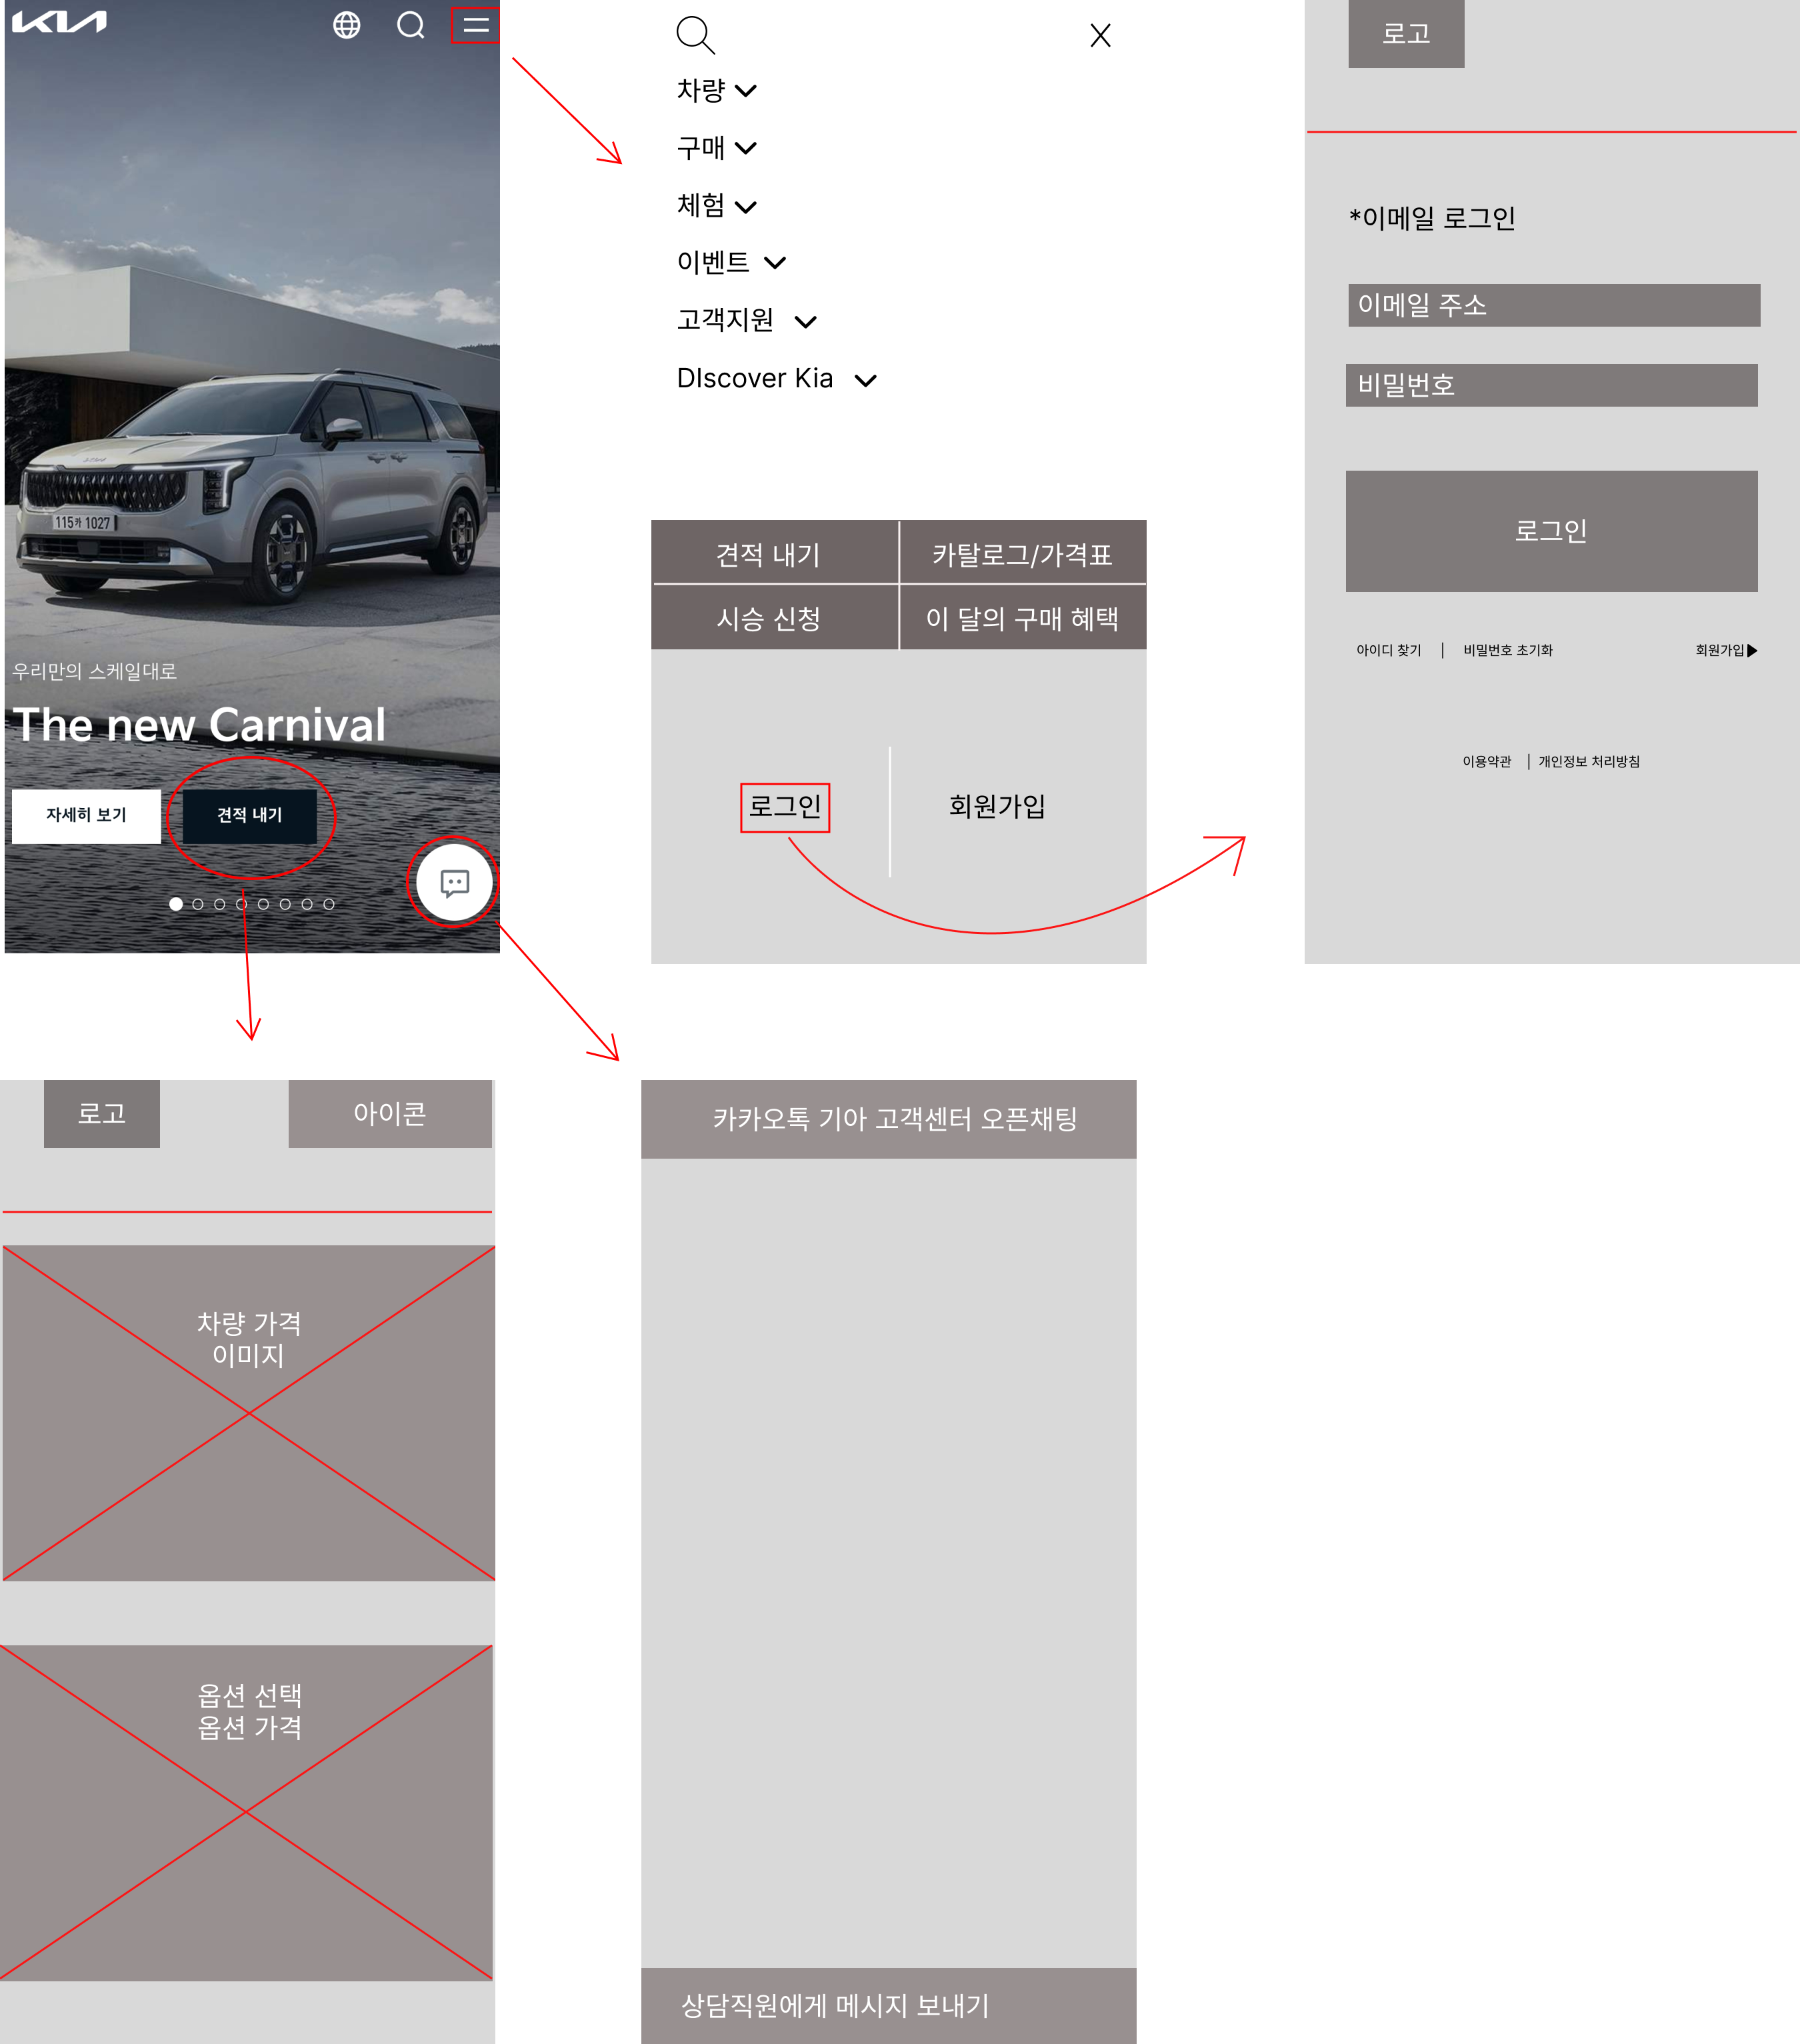 KIA
115카 1027
우리만의 스케일대로
The new Carnival
자세히 보기
견적 내기
X
차량
구매
체험
이벤트
고객지원
DIscover Kia
견적 내기
카탈로그/가격표
시승 신청
이 달의 구매 혜택
로그인
회원가입
로고
*이메일 로그인
이메일 주소
비밀번호
로그인
아이디 찾기 | 비밀번호 초기화
회원가입▶
이용약관 | 개인정보 처리방침
로고
아이콘
차량 가격
이미지
옵션 선택
옵션 가격
카카오톡 기아 고객센터 오픈채팅
상담직원에게 메시지 보내기